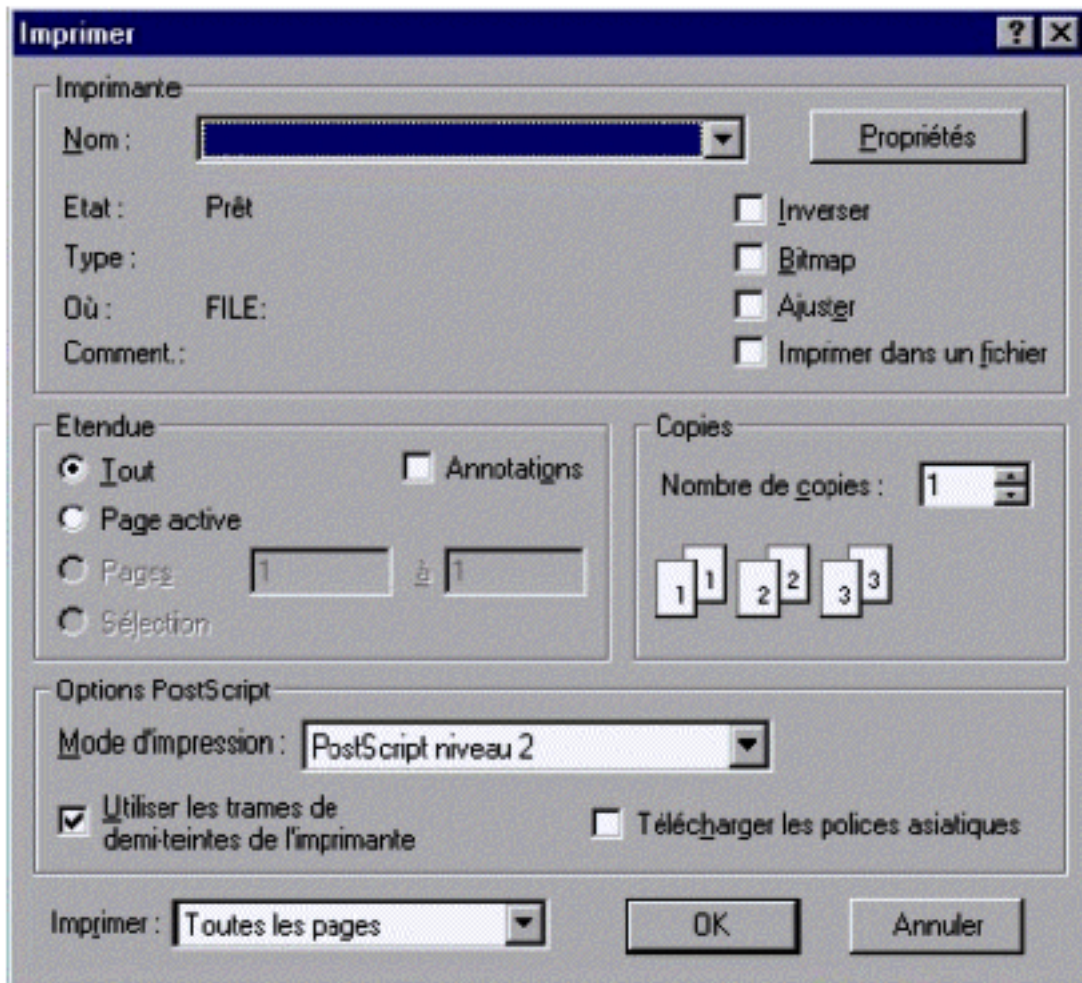 Imprimer
Imprimante
Nom :
Propriétés
Etat : Prêt
Inverser
Type :
Bitmap
Où : FILE:
Ajuster
Comment.:
Imprimer dans un fichier
Etendue
Tout
Annotations
Page active
Pages 1 à 1
Sélection
Copies
Nombre de copies : 1
1 1 2 2 3 3
Options PostScript
Mode d'impression : PostScript niveau 2
Utiliser les trames de
demi-teintes de l'imprimante
Télécharger les polices asiatiques
Imprimer : Toutes les pages
OK
Annuler